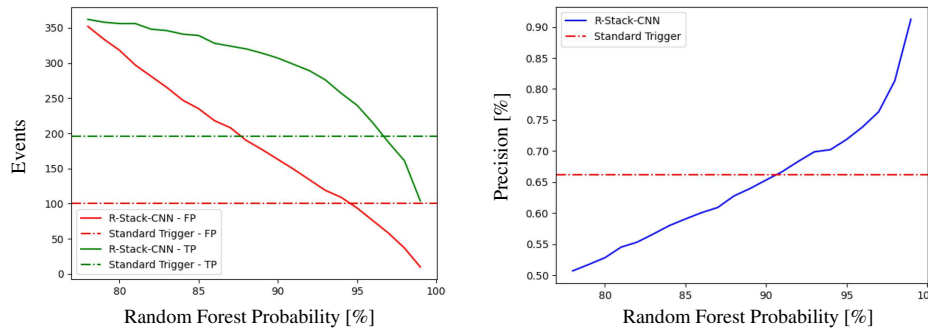 Events
350
300
250
200
150
100
50
0
R-Stack-CNN - FP
Standard Trigger - FP
R-Stack-CNN - TP
Standard Trigger - TP
80 85 90 95 100
Random Forest Probability [%]
Precision [%]
0.90
0.85
0.80
0.75
0.70
0.65
0.60
0.55
0.50
R-Stack-CNN
Standard Trigger
80 85 90 95 100
Random Forest Probability [%]